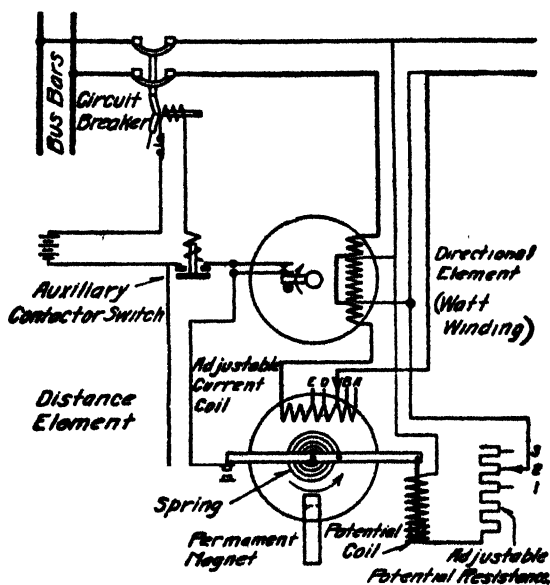 Bus Bars
Circuit
Breaker
Directional
Element
(Watt
Winding)
Auxiliary
Contactor Switch
Adjustable
Current
Coil
E D C B A
Distance
Element
3
2
1
Spring
Permament
Magnet
Potential
Coil
Adjustable
Potential Resistance